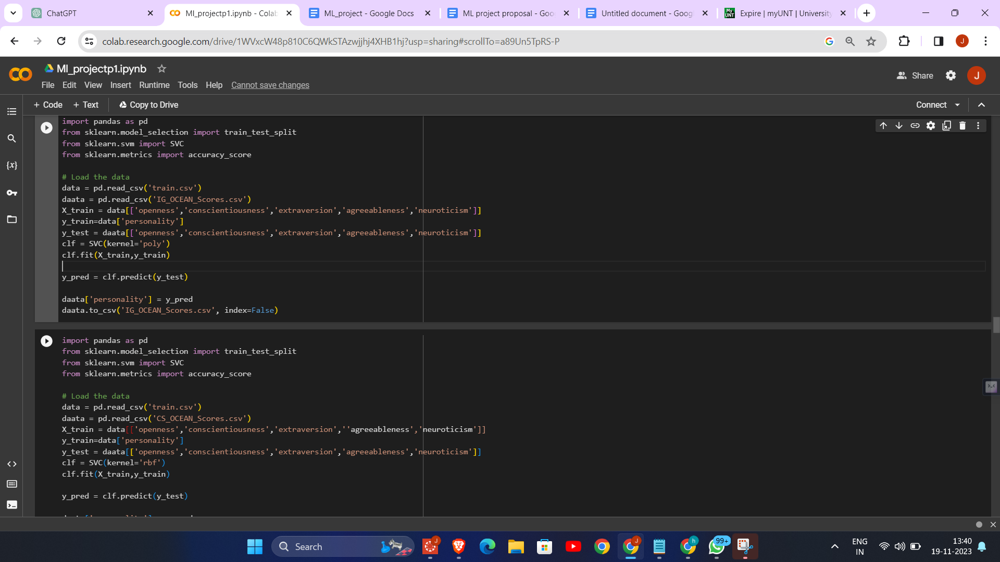 ChatGPT
Ml_projectp1.ipynb - Colab
ML_project - Google Docs
ML project proposal - Goo
Untitled document - Googl
Expire | myUNT | University
colab.research.google.com/drive/1WVxcW48p810C6QWkSTAzwjjhj4XHB1hj?usp=sharing#scrollTo=a89Un5TpRS-P
J
Ml_projectp1.ipynb
File Edit View Insert Runtime Tools Help Cannot save changes
Share
J
+ Code + Text Copy to Drive
Connect
import pandas as pd
from sklearn.model_selection import train_test_split
from sklearn.svm import SVC
from sklearn.metrics import accuracy_score
# Load the data
data = pd.read_csv('train.csv')
daata = pd.read_csv('IG_OCEAN_Scores.csv')
X_train = data[['openness','conscientiousness','extraversion','agreeableness','neuroticism']]
y_train=data['personality']
y_test = daata[['openness','conscientiousness','extraversion','agreeableness','neuroticism']]
clf = SVC(kernel='poly')
clf.fit(X_train,y_train)
y_pred = clf.predict(y_test)
daata['personality'] = y_pred
daata.to_csv('IG_OCEAN_Scores.csv', index=False)
import pandas as pd
from sklearn.model_selection import train_test_split
from sklearn.svm import SVC
from sklearn.metrics import accuracy_score
# Load the data
data = pd.read_csv('train.csv')
daata = pd.read_csv('CS_OCEAN_Scores.csv')
X_train = data[['openness','conscientiousness','extraversion',''agreeableness','neuroticism']]
y_train=data['personality']
y_test = daata[['openness','conscientiousness','extraversion','agreeableness','neuroticism']]
clf = SVC(kernel='rbf')
clf.fit(X_train,y_train)
y_pred = clf.predict(y_test)
Search
99+
ENG
IN
13:40
19-11-2023